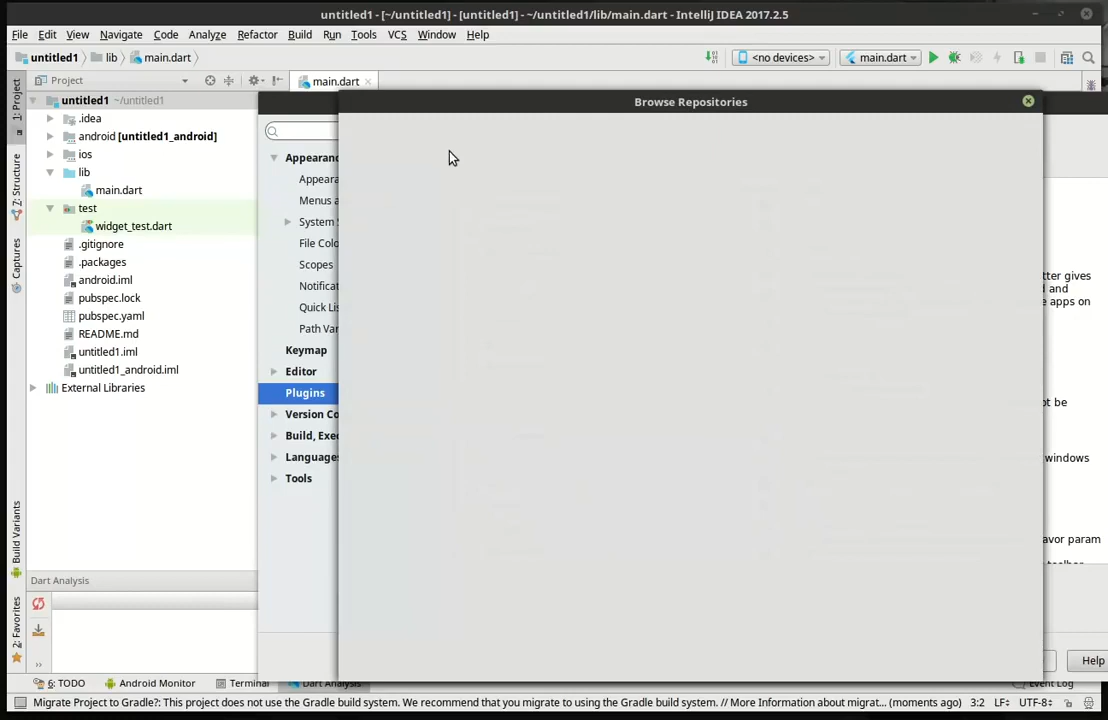 untitled1 - [~/untitled1] - [untitled1] - ~/untitled1/lib/main.dart - IntelliJ IDEA 2017.2.5
File Edit View Navigate Code Analyze Refactor Build Run Tools VCS Window Help
untitled1 lib main.dart <no devices> main.dart
1: Project
Project
main.dart
untitled1 ~/untitled1
.idea
android [untitled1_android]
ios
lib
main.dart
test
widget_test.dart
.gitignore
.packages
android.iml
pubspec.lock
pubspec.yaml
README.md
untitled1.iml
untitled1_android.iml
External Libraries
7: Structure
Captures
Build Variants
2: Favorites
Browse Repositories
Appearanc
Appeara
Menus a
System S
File Colo
Scopes
Notificat
Quick Lis
Path Var
Keymap
Editor
Plugins
Version Co
Build, Exec
Languages
Tools
tter gives
d and
e apps on
ot be
windows
avor param
Help
Dart Analysis
6: TODO Android Monitor Terminal Dart Analysis Event Log
Migrate Project to Gradle?: This project does not use the Gradle build system. We recommend that you migrate to using the Gradle build system. // More Information about migrat... (moments ago) 3:2 LF÷ UTF-8÷